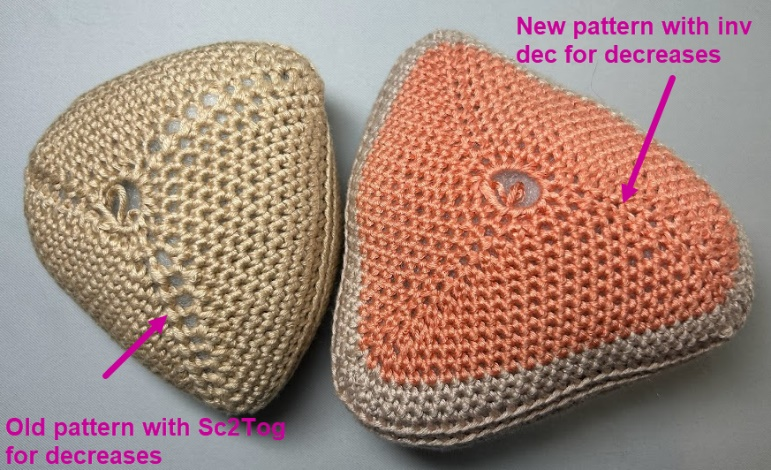 New pattern with inv
dec for decreases
Old pattern with Sc2Tog
for decreases